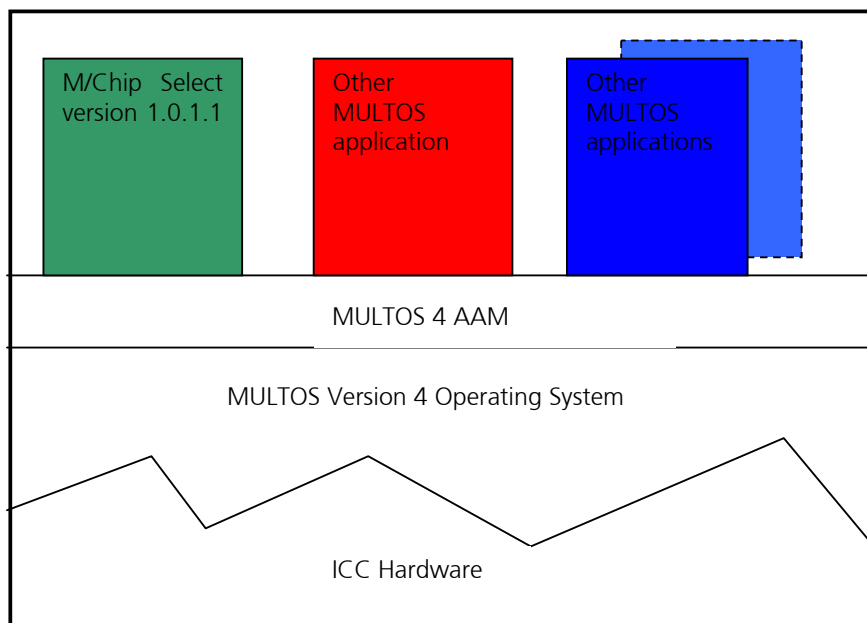 M/Chip Select
version 1.0.1.1
Other
MULTOS
application
Other
MULTOS
applications
MULTOS 4 AAM
MULTOS Version 4 Operating System
ICC Hardware